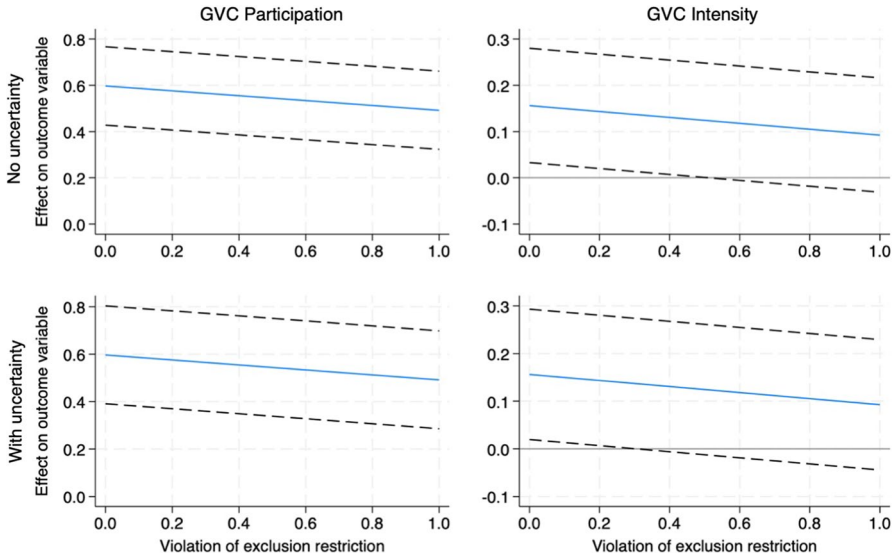 GVC Participation
GVC Intensity
No uncertainty
Effect on outcome variable
0.8
0.6
0.4
0.2
0.0
0.0 0.2 0.4 0.6 0.8 1.0
0.3
0.2
0.1
0.0
-0.1
0.0 0.2 0.4 0.6 0.8 1.0
With uncertainty
Effect on outcome variable
0.8
0.6
0.4
0.2
0.0
0.0 0.2 0.4 0.6 0.8 1.0
Violation of exclusion restriction
0.3
0.2
0.1
0.0
-0.1
0.0 0.2 0.4 0.6 0.8 1.0
Violation of exclusion restriction